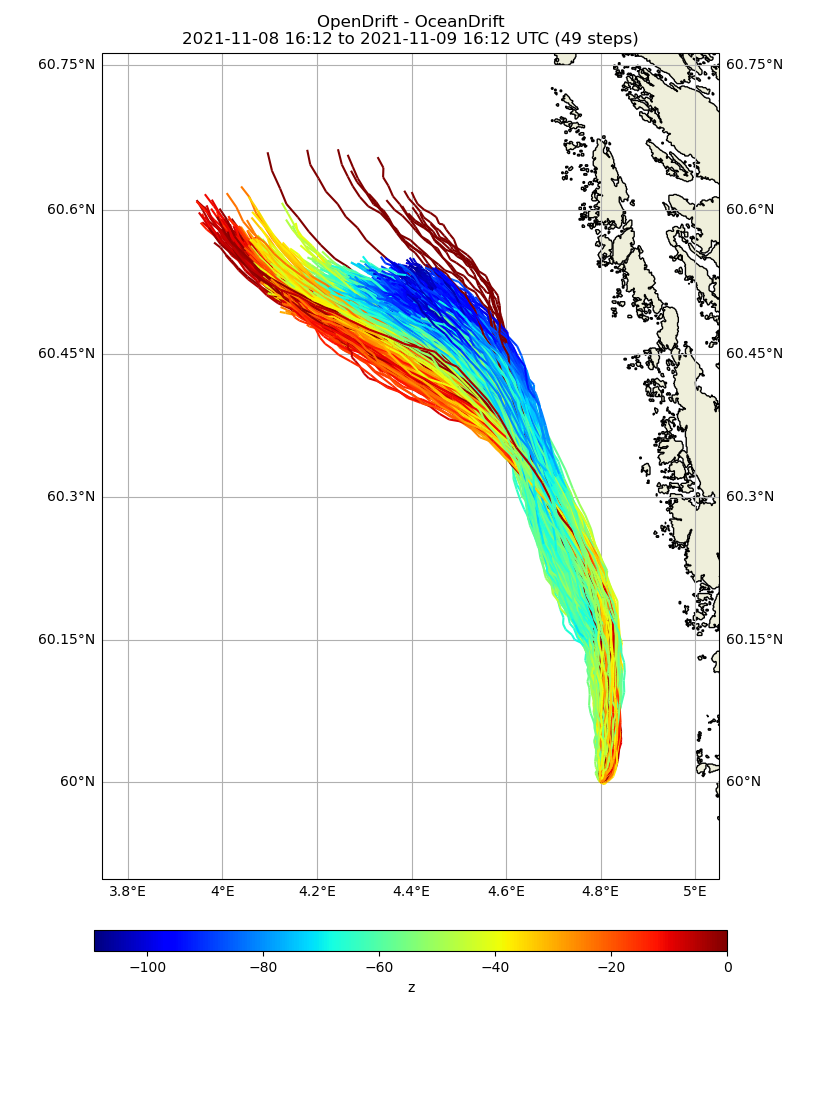 OpenDrift - OceanDrift
2021-11-08 16:12 to 2021-11-09 16:12 UTC (49 steps)
60.75°N 60.75°N
60.6°N 60.6°N
60.45°N 60.45°N
60.3°N 60.3°N
60.15°N 60.15°N
60°N 60°N
3.8°E 4°E 4.2°E 4.4°E 4.6°E 4.8°E 5°E
−100 −80 −60 −40 −20 0
z